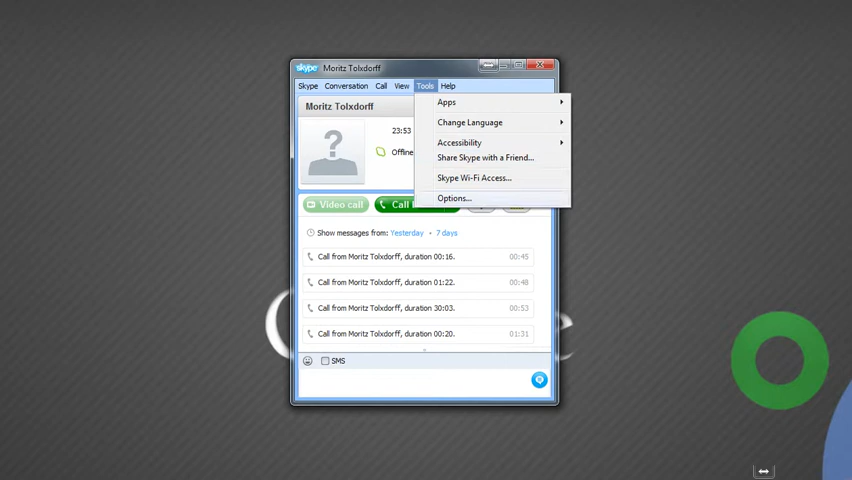 skype Moritz Tolxdorff
Skype Conversation Call View Tools Help
Moritz Tolxdorff
Apps
Change Language
Accessibility
Share Skype with a Friend...
Skype Wi-Fi Access...
Options...
23:53
Offline
Video call
Call
Show messages from: Yesterday • 7 days
Call from Moritz Tolxdorff, duration 00:16. 00:45
Call from Moritz Tolxdorff, duration 01:22. 00:48
Call from Moritz Tolxdorff, duration 30:03. 00:53
Call from Moritz Tolxdorff, duration 00:20. 01:31
SMS